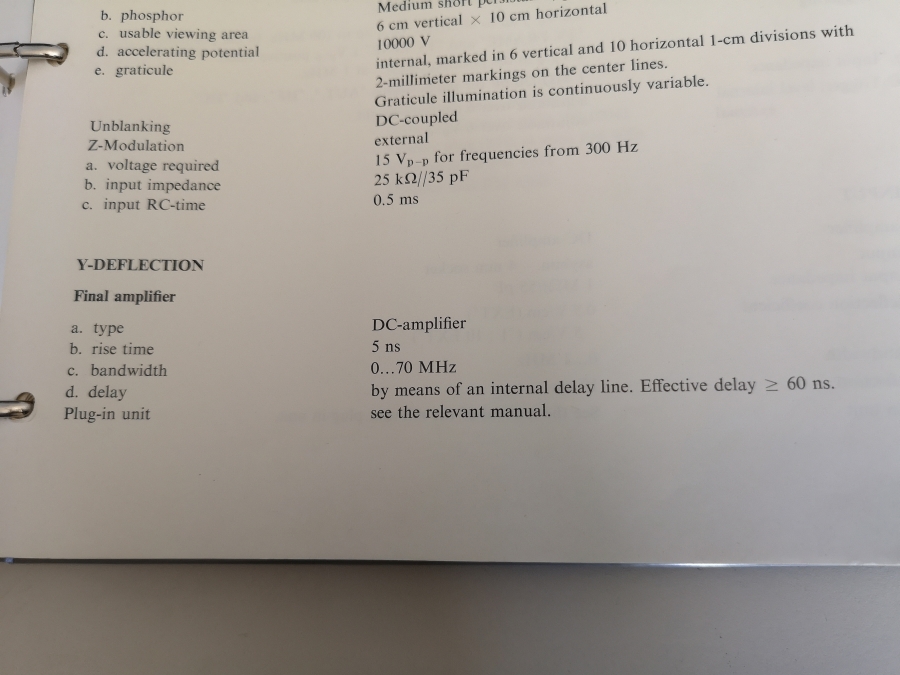 b. phosphor Medium short
c. usable viewing area 6 cm vertical × 10 cm horizontal
d. accelerating potential 10000 V
e. graticule internal, marked in 6 vertical and 10 horizontal 1-cm divisions with
2-millimeter markings on the center lines.
Graticule illumination is continuously variable.
Unblanking DC-coupled
Z-Modulation external
a. voltage required 15 Vp-p for frequencies from 300 Hz
b. input impedance 25 kΩ//35 pF
c. input RC-time 0.5 ms
Y-DEFLECTION
Final amplifier
a. type DC-amplifier
b. rise time 5 ns
c. bandwidth 0...70 MHz
d. delay by means of an internal delay line. Effective delay ≥ 60 ns.
Plug-in unit see the relevant manual.